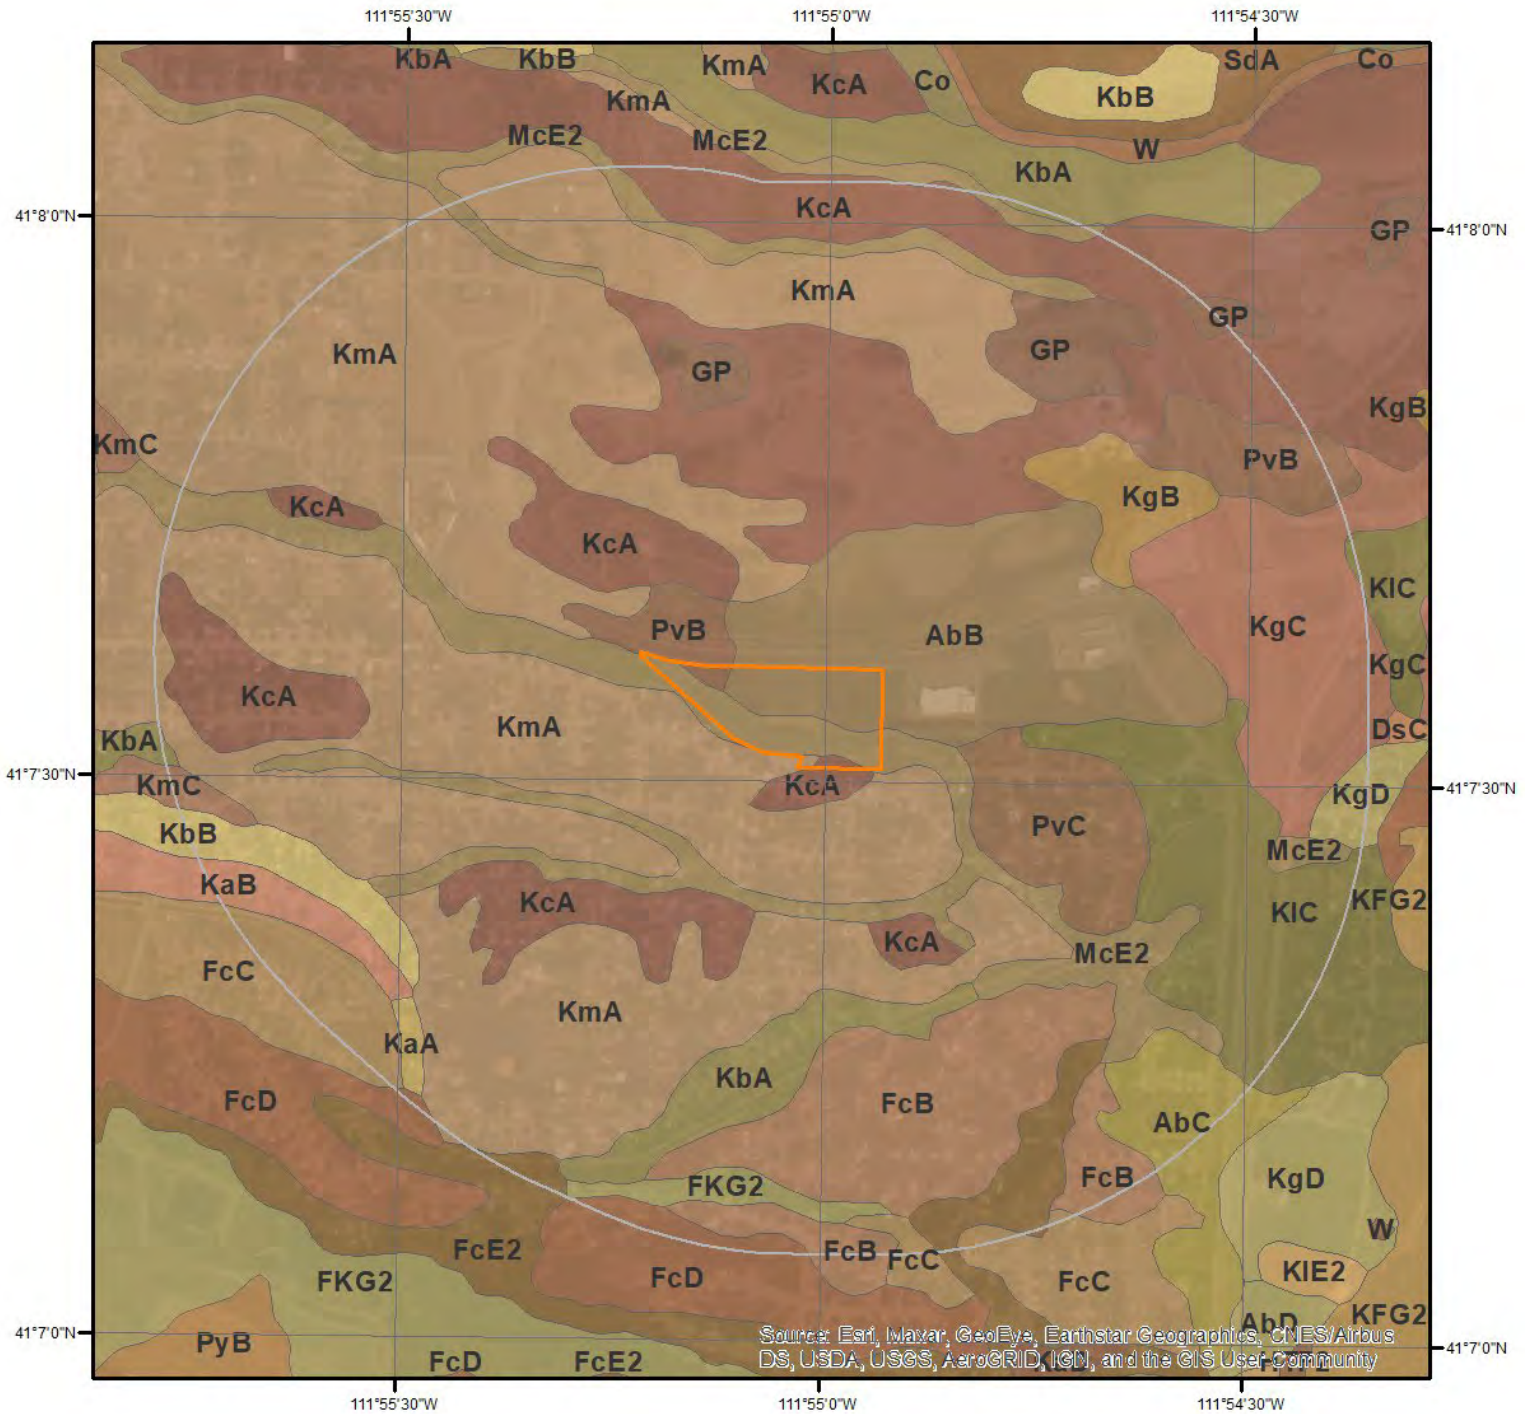 111°55'30"W 111°55'0"W 111°54'30"W
KbA KbB KmA KcA Co SdA Co
KmA KbB
McE2 McE2 W
KbA
KcA
41°8'0"N GP 41°8'0"N
KmA
GP
KmA GP GP
KgB
KmC PvB
KcA KgB
KcA
KlC
PvB AbB KgC
KgC
KcA
KmA DsC
KbA
41°7'30"N KmC KcA KgD 41°7'30"N
KbB PvC
McE2
KaB KcA KFG2
KlC
KcA
FcC McE2
KmA
KaA
KbA
FcD FcB
AbC
FKG2 FcB KgD
W
FcE2 FcB FcC
FKG2 FcD FcC KlE2
AbD KFG2
41°7'0"N PyB Source: Esri, Maxar, GeoEye, Earthstar Geographics, CNES/Airbus
FcD FcE2 DS, USDA, USGS, AeroGRID, IGN, and the GIS User Community 41°7'0"N
111°55'30"W 111°55'0"W 111°54'30"W